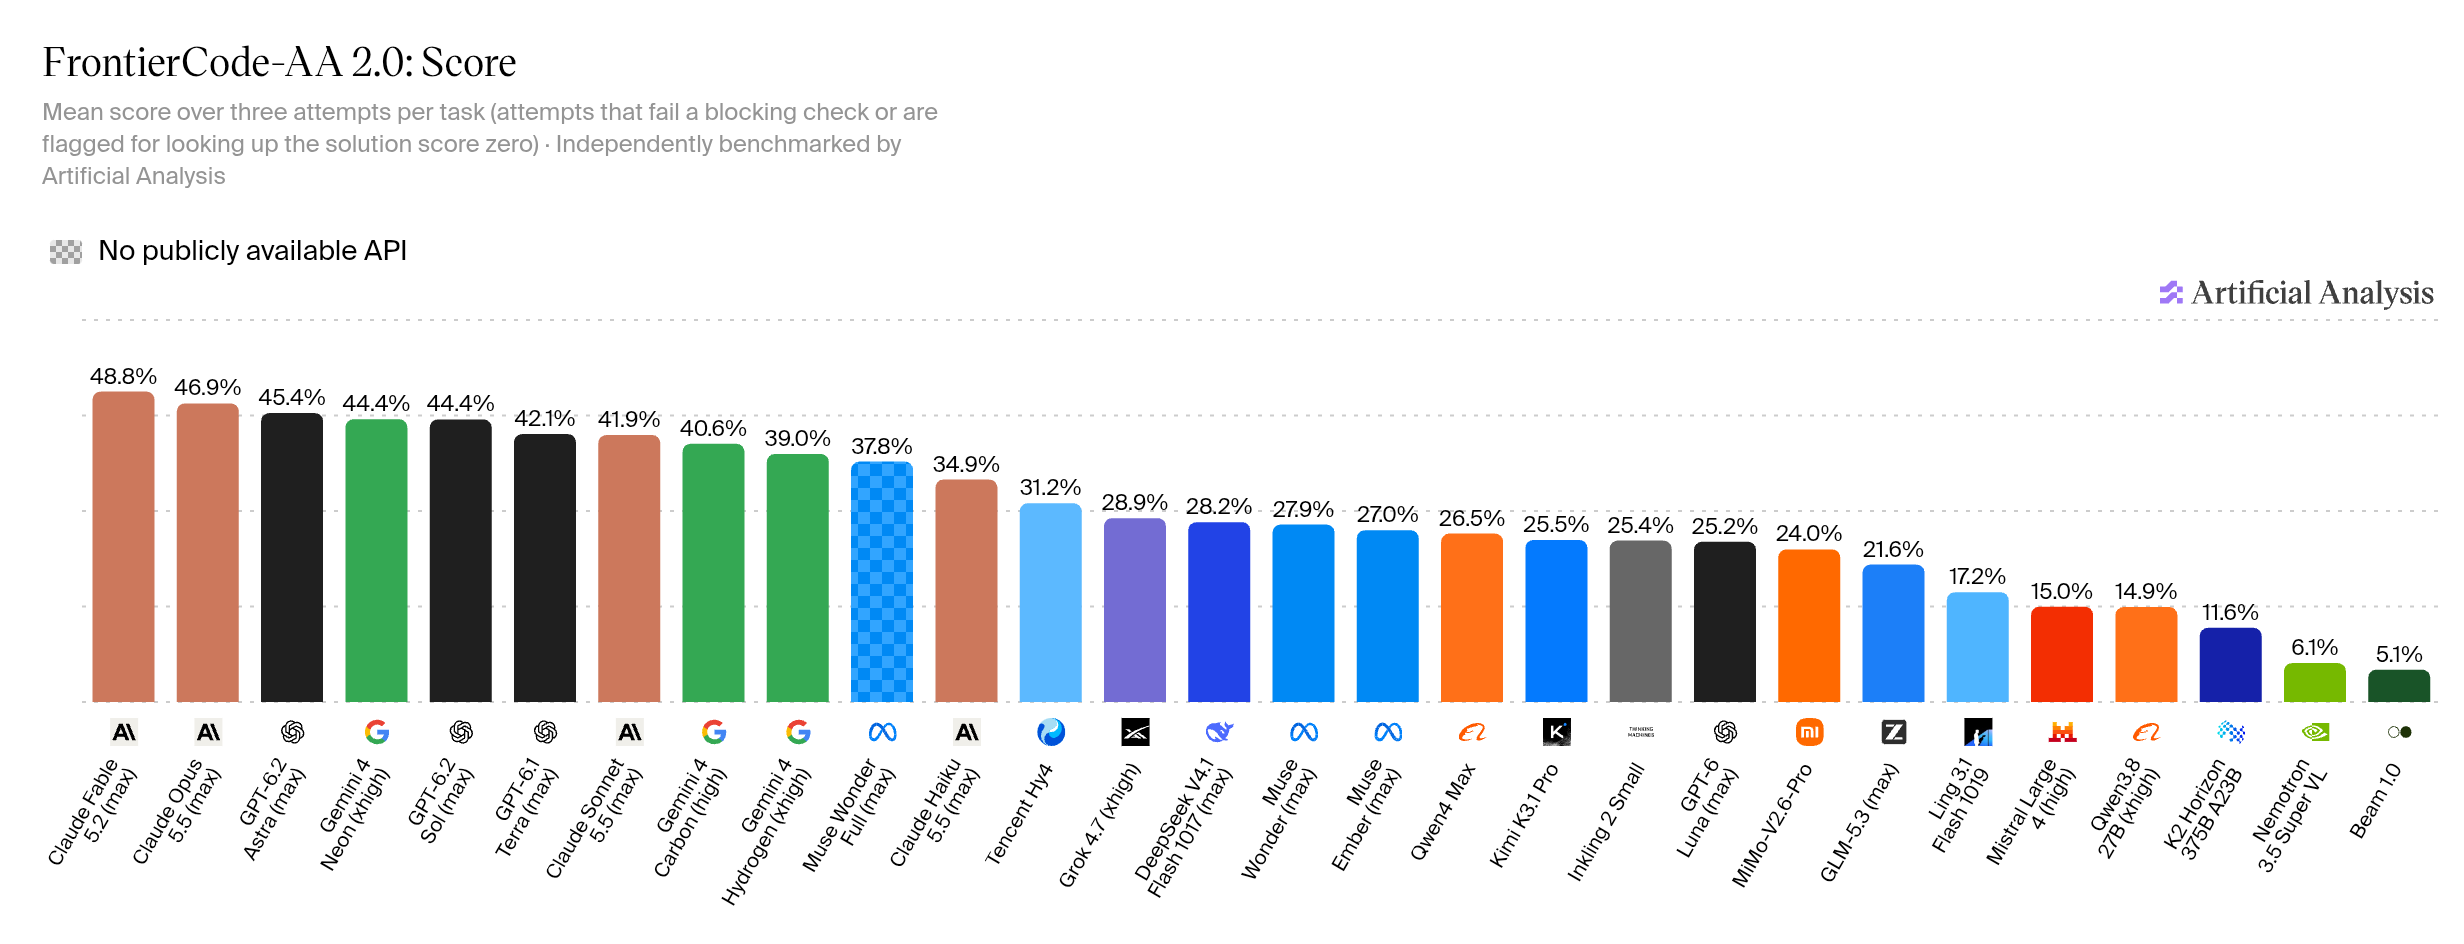 FrontierCode-AA 2.0: Score
Mean score over three attempts per task (attempts that fail a blocking check or are
flagged for looking up the solution score zero) · Independently benchmarked by
Artificial Analysis
No publicly available API
Artificial Analysis
48.8%
46.9%
45.4%
44.4%
44.4%
42.1%
41.9%
40.6%
39.0%
37.8%
34.9%
31.2%
28.9%
28.2%
27.9%
27.0%
26.5%
25.5%
25.4%
25.2%
24.0%
21.6%
17.2%
15.0%
14.9%
11.6%
6.1%
5.1%
THINKING
MACHINES
Claude Fable
5.2 (max)
Claude Opus
5.5 (max)
GPT-6.2
Astra (max)
Gemini 4
Neon (xhigh)
GPT-6.2
Sol (max)
GPT-6.1
Terra (max)
Claude Sonnet
5.5 (max)
Gemini 4
Carbon (high)
Gemini 4
Hydrogen (xhigh)
Muse Wonder
Full (max)
Claude Haiku
5.5 (max)
Tencent Hy4
Grok 4.7 (xhigh)
DeepSeek V4.1
Flash 1017 (max)
Muse
Wonder (max)
Muse
Ember (max)
Qwen4 Max
Kimi K3.1 Pro
Inkling 2 Small
GPT-6
Luna (max)
MiMo-V2.6-Pro
GLM-5.3 (max)
Ling 3.1
Flash 1019
Mistral Large
4 (high)
Qwen3.8
27B (xhigh)
K2 Horizon
375B A23B
Nemotron
3.5 Super VL
Beam 1.0